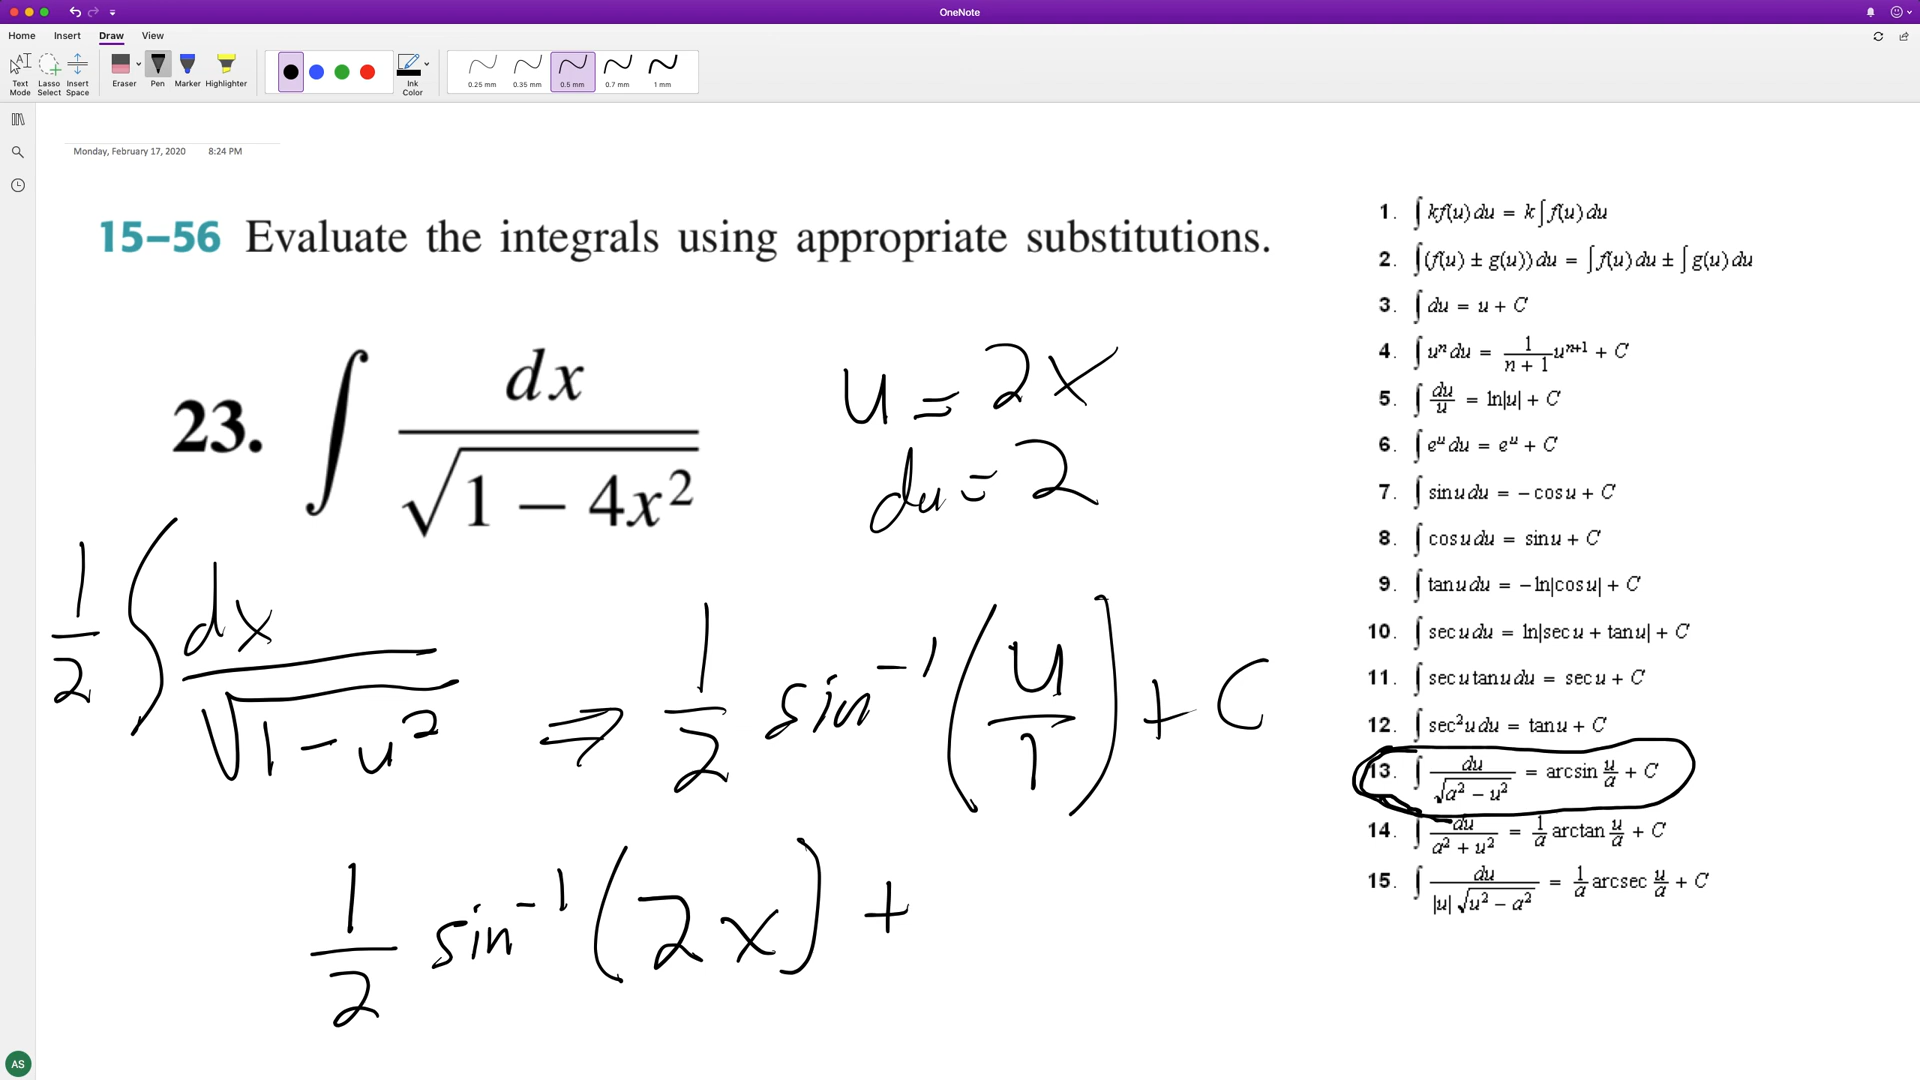 OneNote
Home Insert Draw View
Text Mode Lasso Select Insert Space Eraser Pen Marker Highlighter Ink Color 0.25 mm 0.35 mm 0.5 mm 0.7 mm 1 mm
Monday, February 17, 2020 8:24 PM
15–56 Evaluate the integrals using appropriate substitutions.
23. ∫ dx / √(1 − 4x²)
u = 2x
du = 2
1/2 ∫ dx / √(1 − u²) ⇒ 1/2 sin⁻¹(u/1) + C
1/2 sin⁻¹(2x) +
1. ∫ kf(u) du = k ∫ f(u) du
2. ∫ (f(u) ± g(u)) du = ∫ f(u) du ± ∫ g(u) du
3. ∫ du = u + C
4. ∫ uⁿ du = 1/(n + 1) uⁿ⁺¹ + C
5. ∫ du/u = ln|u| + C
6. ∫ eᵘ du = eᵘ + C
7. ∫ sin u du = − cos u + C
8. ∫ cos u du = sin u + C
9. ∫ tan u du = − ln|cos u| + C
10. ∫ sec u du = ln|sec u + tan u| + C
11. ∫ sec u tan u du = sec u + C
12. ∫ sec² u du = tan u + C
13. ∫ du / √(a² − u²) = arcsin u/a + C
14. ∫ du / (a² + u²) = 1/a arctan u/a + C
15. ∫ du / (|u| √(u² − a²)) = 1/a arcsec u/a + C
AS